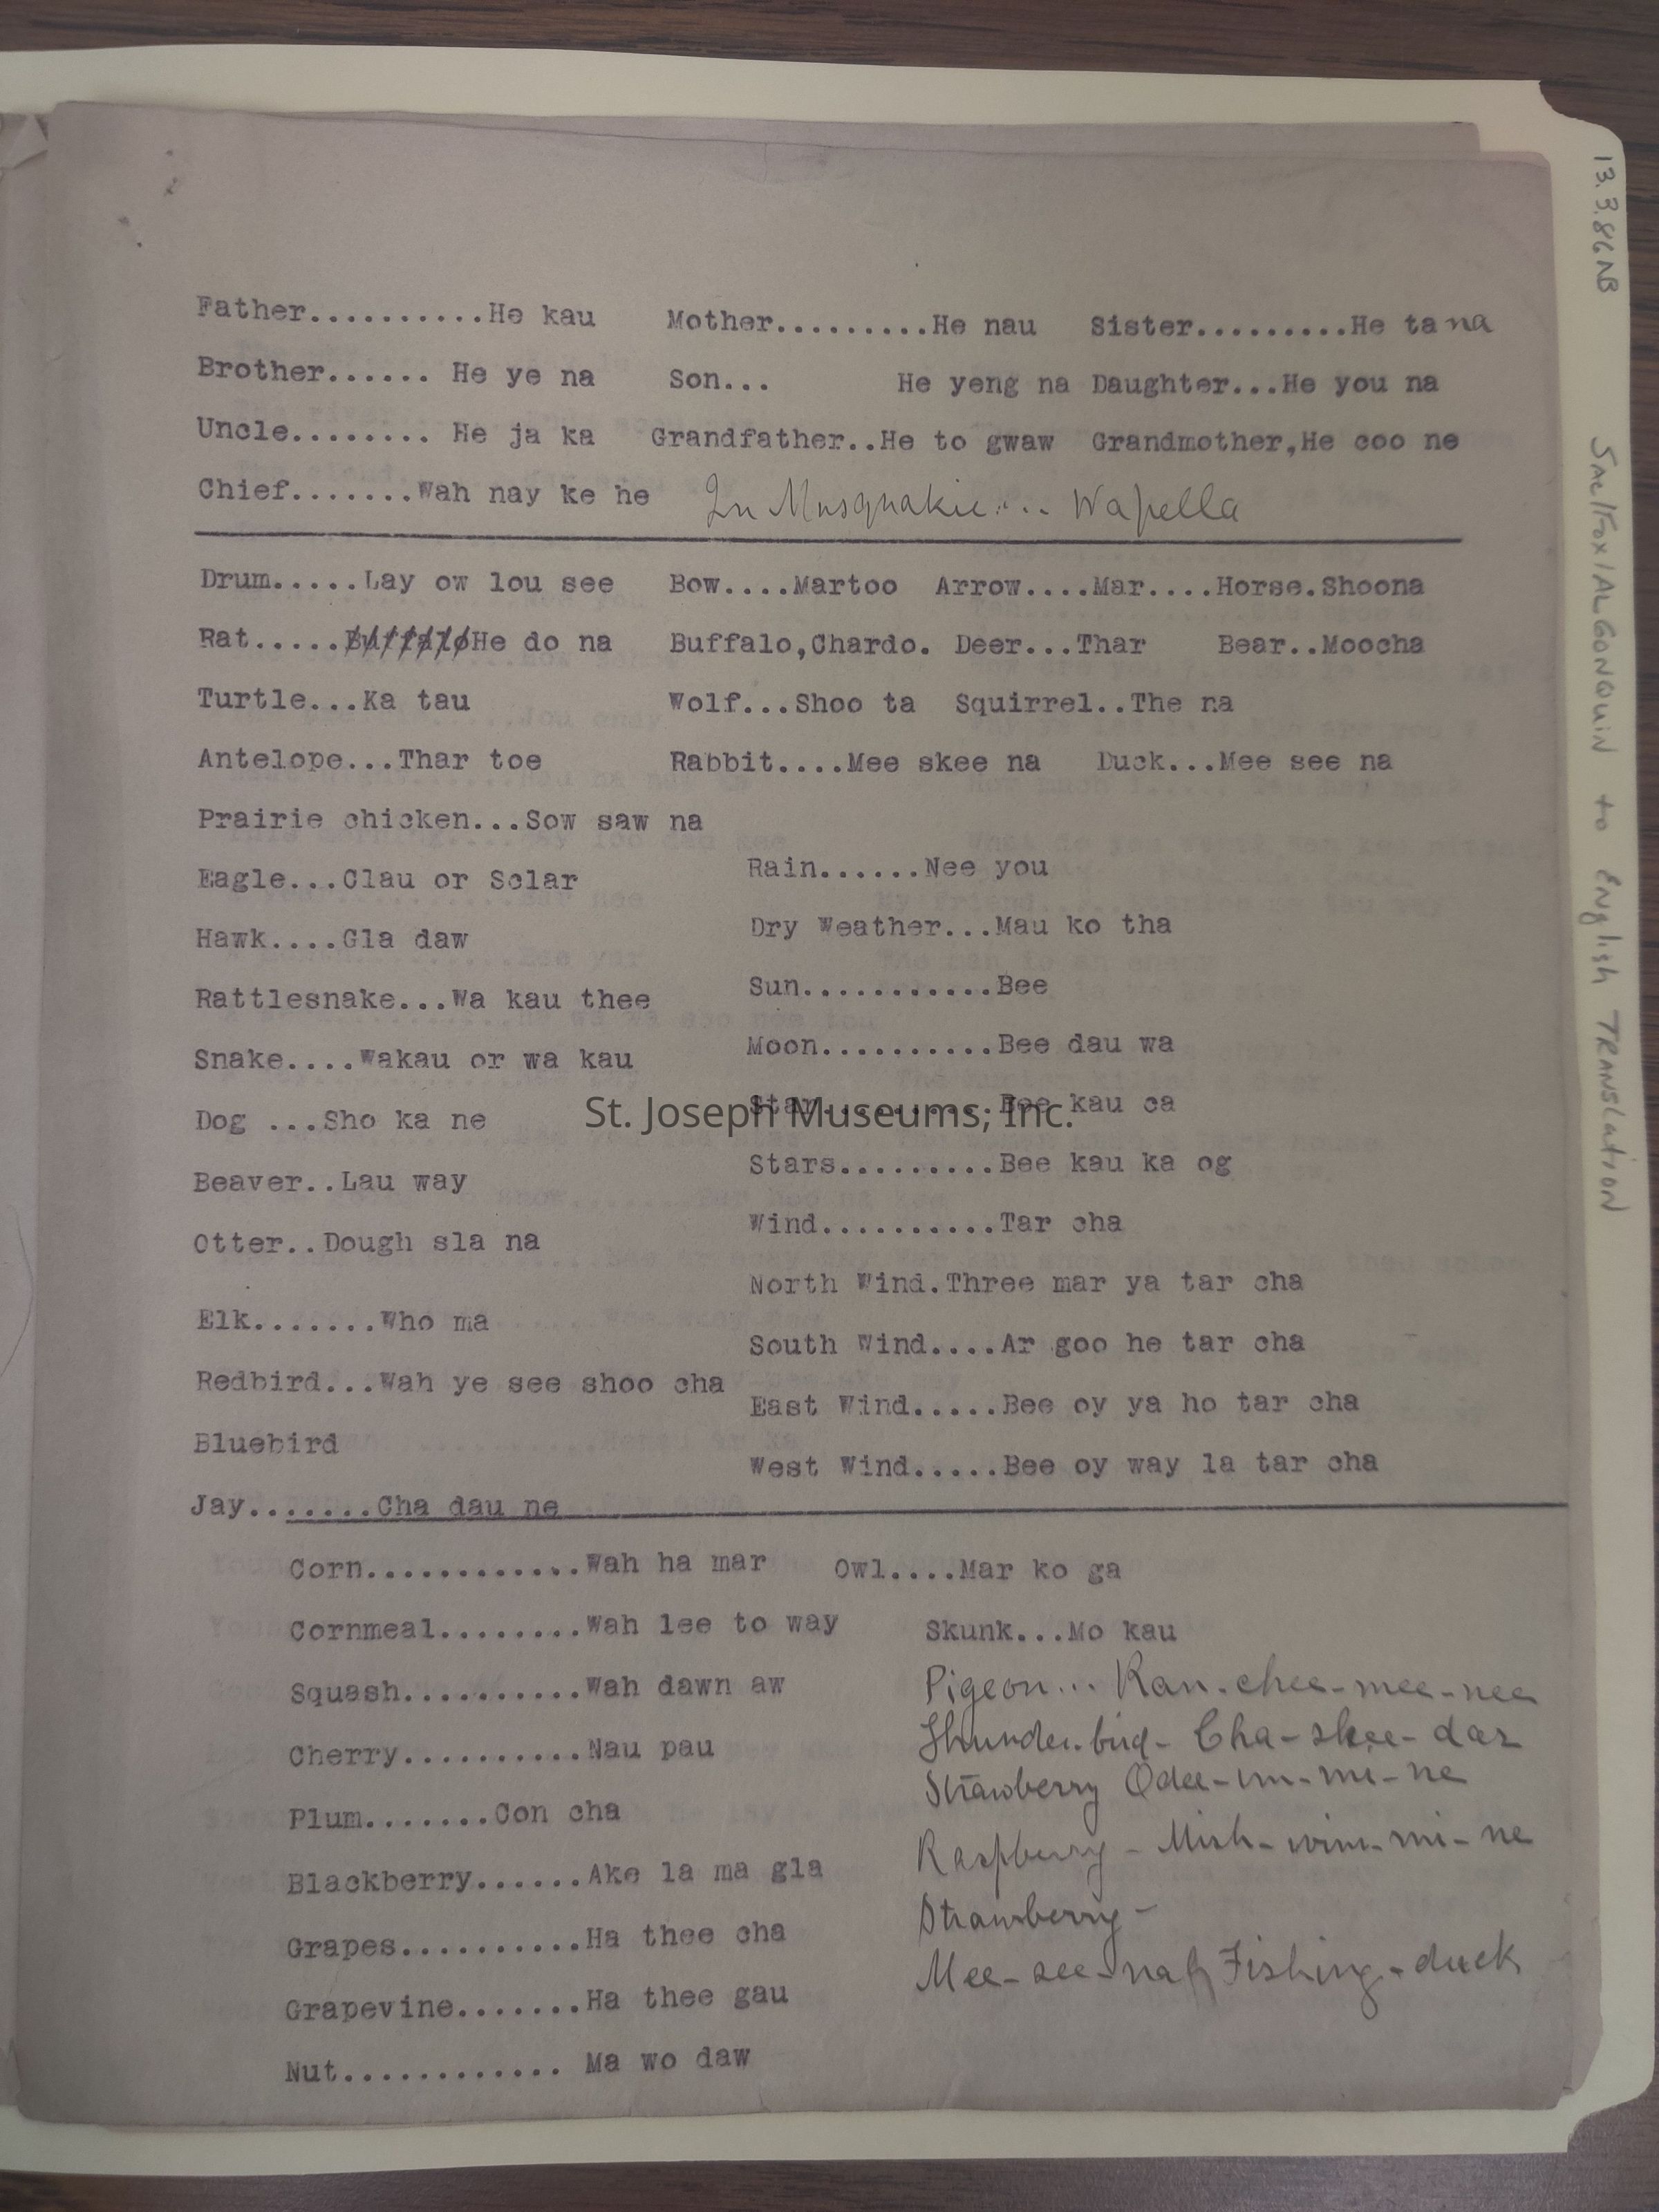 Father..........He kau Mother.........He nau Sister.........He ta na
Brother...... He ye na Son... He yeng na Daughter...He you na
Uncle........ He ja ka Grandfather..He to gwaw Grandmother,He coo ne
Chief.......Wah nay ke he In Musquakie.... Wapella
Drum.....Lay ow lou see Bow....Martoo Arrow....Mar....Horse.Shoona
Rat.....BuffaloHe do na Buffalo,Chardo. Deer...Thar Bear..Moocha
Turtle...Ka tau Wolf...Shoo ta Squirrel..The na
Antelope...Thar toe Rabbit....Mee skee na Duck...Mee see na
Prairie chicken...Sow saw na
Eagle...Clau or Sclar
Hawk....Gla daw
Rattlesnake...Wa kau thee
Snake....Wakau or wa kau
Dog ...Sho ka ne
Beaver..Lau way
Otter..Dough sla na
Elk.......Who ma
Redbird...Wah ye see shoo cha
Bluebird
Jay.......Cha dau ne
Rain......Nee you
Dry Weather...Mau ko tha
Sun...........Bee
Moon..........Bee dau wa
Star..........Bee kau ca
Stars.........Bee kau ka og
Wind..........Tar cha
North Wind.Three mar ya tar cha
South Wind....Ar goo he tar cha
East Wind.....Bee oy ya ho tar cha
West Wind.....Bee oy way la tar cha
Corn............Wah ha mar
Cornmeal........Wah lee to way
Squash..........Wah dawn aw
Cherry..........Nau pau
Plum.......Con cha
Blackberry......Ake la ma gla
Grapes..........Ha thee cha
Grapevine.......Ha thee gau
Nut............ Ma wo daw
Owl....Mar ko ga
Skunk...Mo kau
Pigeon... Kan-chee-mee-nee
Thunderbird- Cha-skee-dar
Strawberry Odee-im-mi-ne
Raspberry - Mish-wim-mi-ne
Strawberry-
Mee-see-nah Fishing-duck
St. Joseph Museums, Inc.
13.3.86NB
Sac/Fox/ALGONQUIN to English TRANSLATION